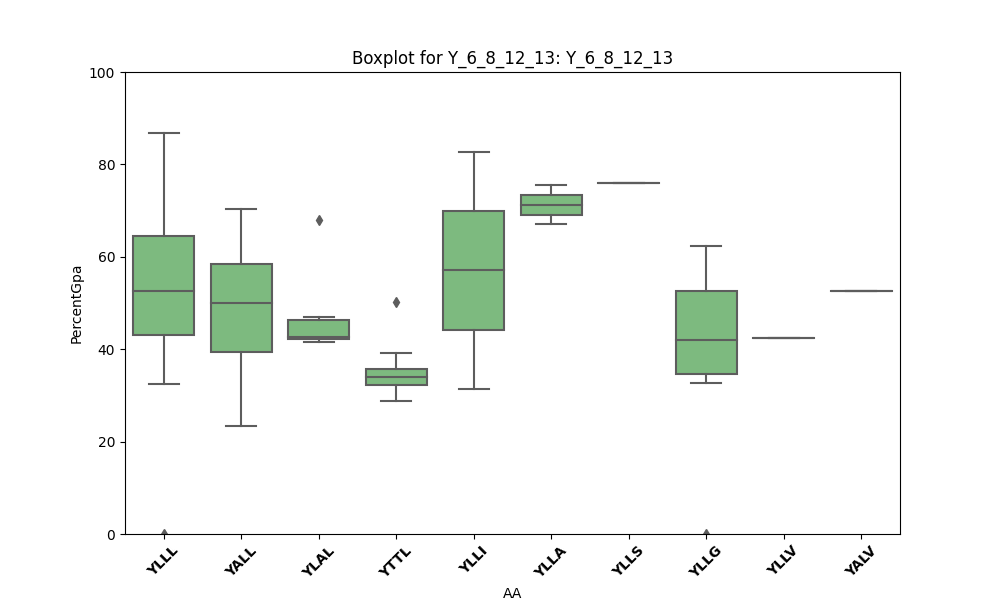 Boxplot for Y_6_8_12_13: Y_6_8_12_13
100
80
60
40
20
0
PercentGpa
YLLL YALL YLAL YTTL YLLI YLLA YLLS YLLG YLLV YALV
AA